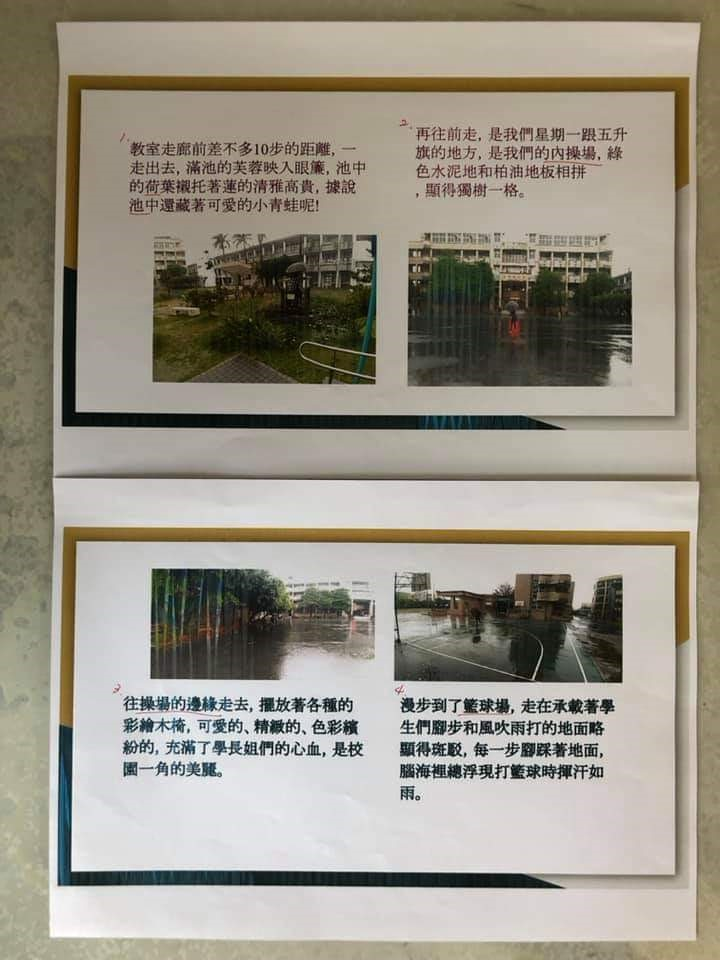 1.
教室走廊前差不多10步的距離，一
走出去，滿池的芙蓉映入眼簾，池中
的荷葉襯托著蓮的清雅高貴，據說
池中還藏著可愛的小青蛙呢!
2.
再往前走，是我們星期一跟五升
旗的地方，是我們的內操場，綠
色水泥地和柏油地板相拼
，顯得獨樹一格。
3.
往操場的邊緣走去，擺放著各種的
彩繪木椅，可愛的、精緻的、色彩繽
紛的，充滿了學長姐們的心血，是校
園一角的美麗。
4.
漫步到了籃球場，走在承載著學
生們腳步和風吹雨打的地面略
顯得斑駁，每一步腳踩著地面，
腦海裡總浮現打籃球時揮汗如
雨。